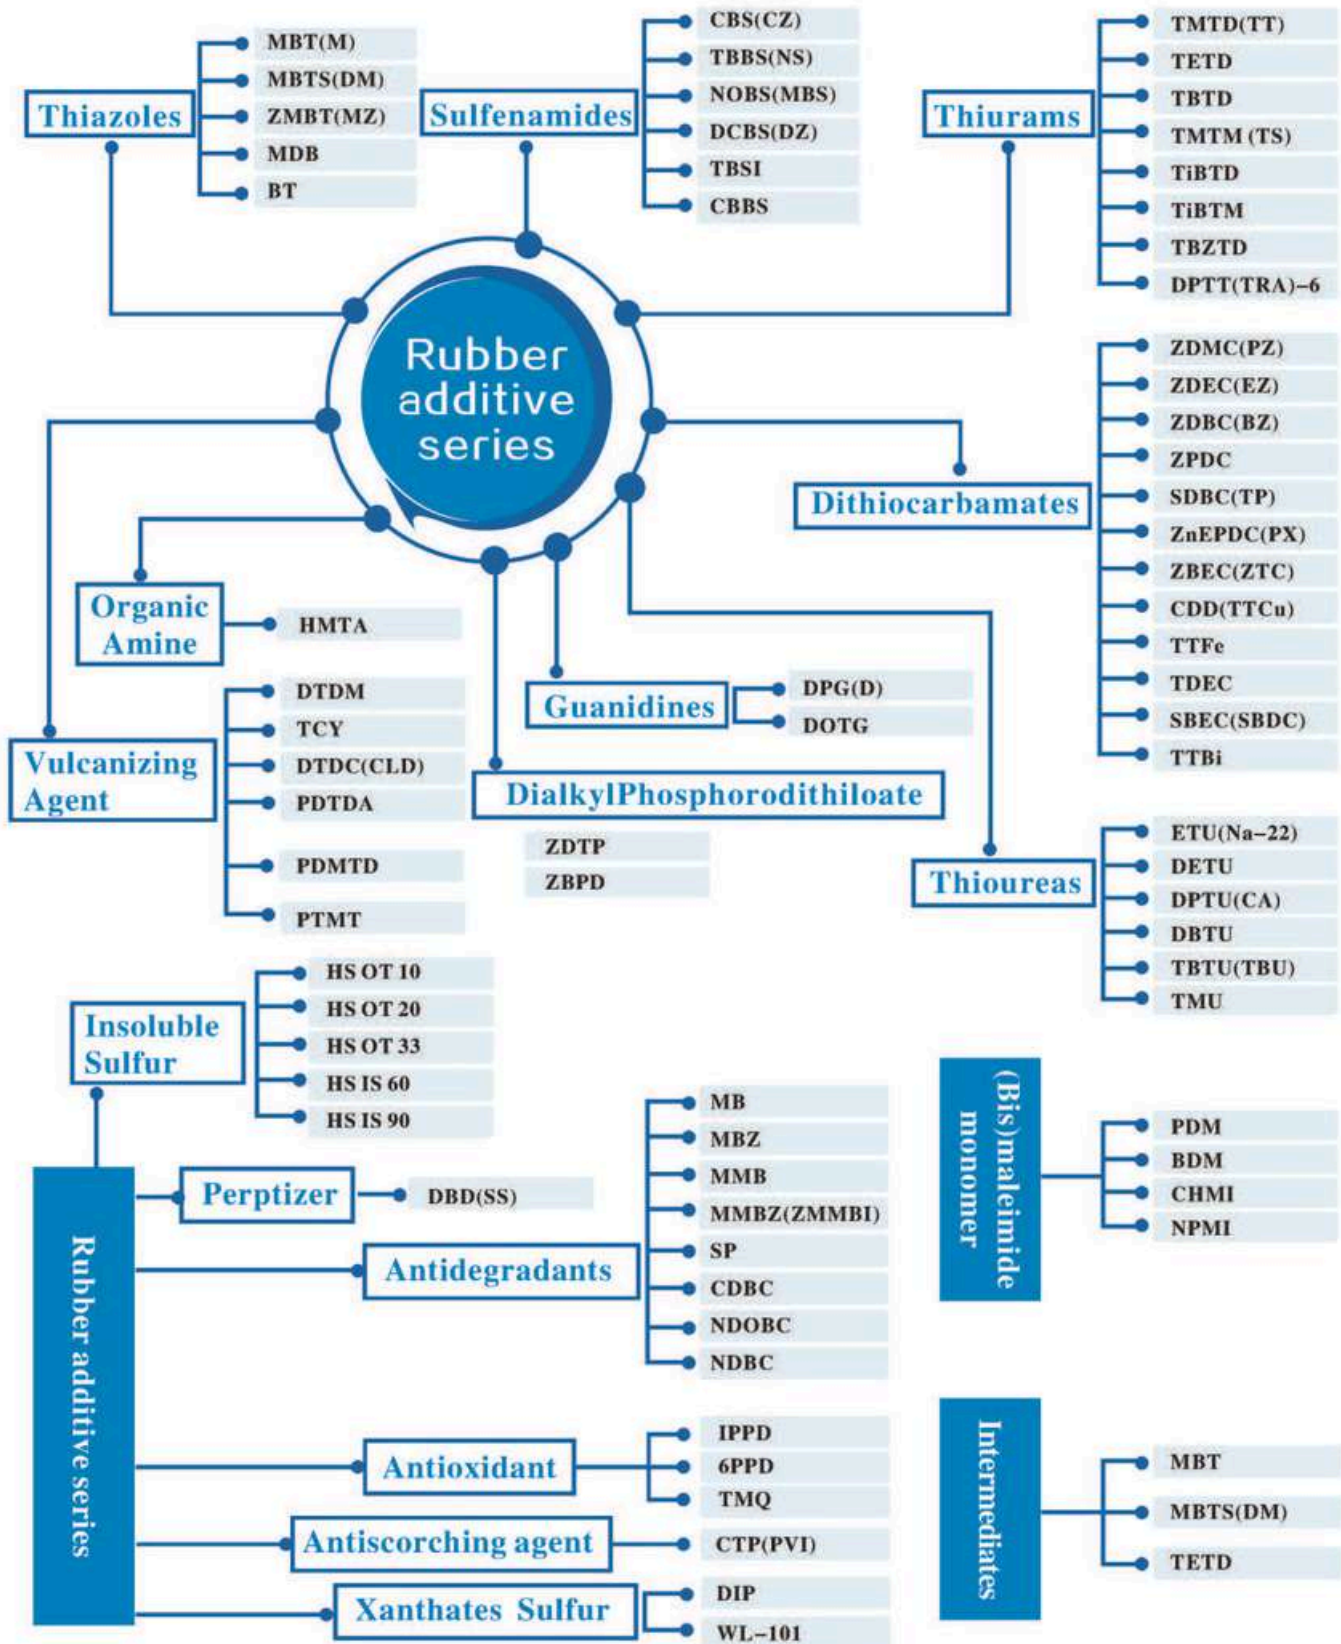 Thiazoles
MBT(M)
MBTS(DM)
ZMBT(MZ)
MDB
BT
Sulfenamides
CBS(CZ)
TBBS(NS)
NOBS(MBS)
DCBS(DZ)
TBSI
CBBS
Thiurams
TMTD(TT)
TETD
TBTD
TMTM (TS)
TiBTD
TiBTM
TBZTD
DPTT(TRA)–6
Rubber
additive
series
Dithiocarbamates
ZDMC(PZ)
ZDEC(EZ)
ZDBC(BZ)
ZPDC
SDBC(TP)
ZnEPDC(PX)
ZBEC(ZTC)
CDD(TTCu)
TTFe
TDEC
SBEC(SBDC)
TTBi
Organic
Amine
HMTA
Vulcanizing
Agent
DTDM
TCY
DTDC(CLD)
PDTDA
PDMTD
PTMT
Guanidines
DPG(D)
DOTG
DialkylPhosphorodithiloate
ZDTP
ZBPD
Thioureas
ETU(Na–22)
DETU
DPTU(CA)
DBTU
TBTU(TBU)
TMU
Insoluble
Sulfur
HS OT 10
HS OT 20
HS OT 33
HS IS 60
HS IS 90
Rubber additive series
Perptizer
DBD(SS)
Antidegradants
MB
MBZ
MMB
MMBZ(ZMMBI)
SP
CDBC
NDOBC
NDBC
Antioxidant
IPPD
6PPD
TMQ
Antiscorching agent
CTP(PVI)
Xanthates Sulfur
DIP
WL–101
(Bis)maleimide
monomer
PDM
BDM
CHMI
NPMI
Intermediates
MBT
MBTS(DM)
TETD